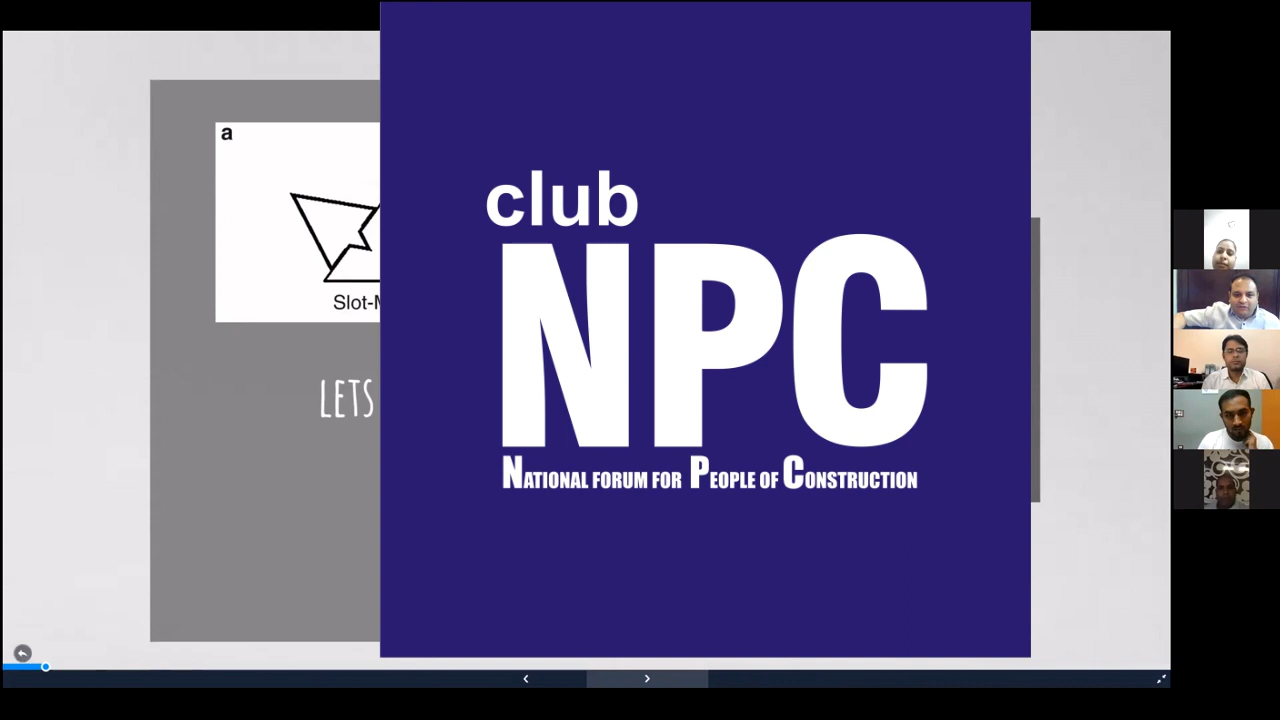 a
Slot-
LETS
club
NPC
NATIONAL FORUM FOR PEOPLE OF CONSTRUCTION